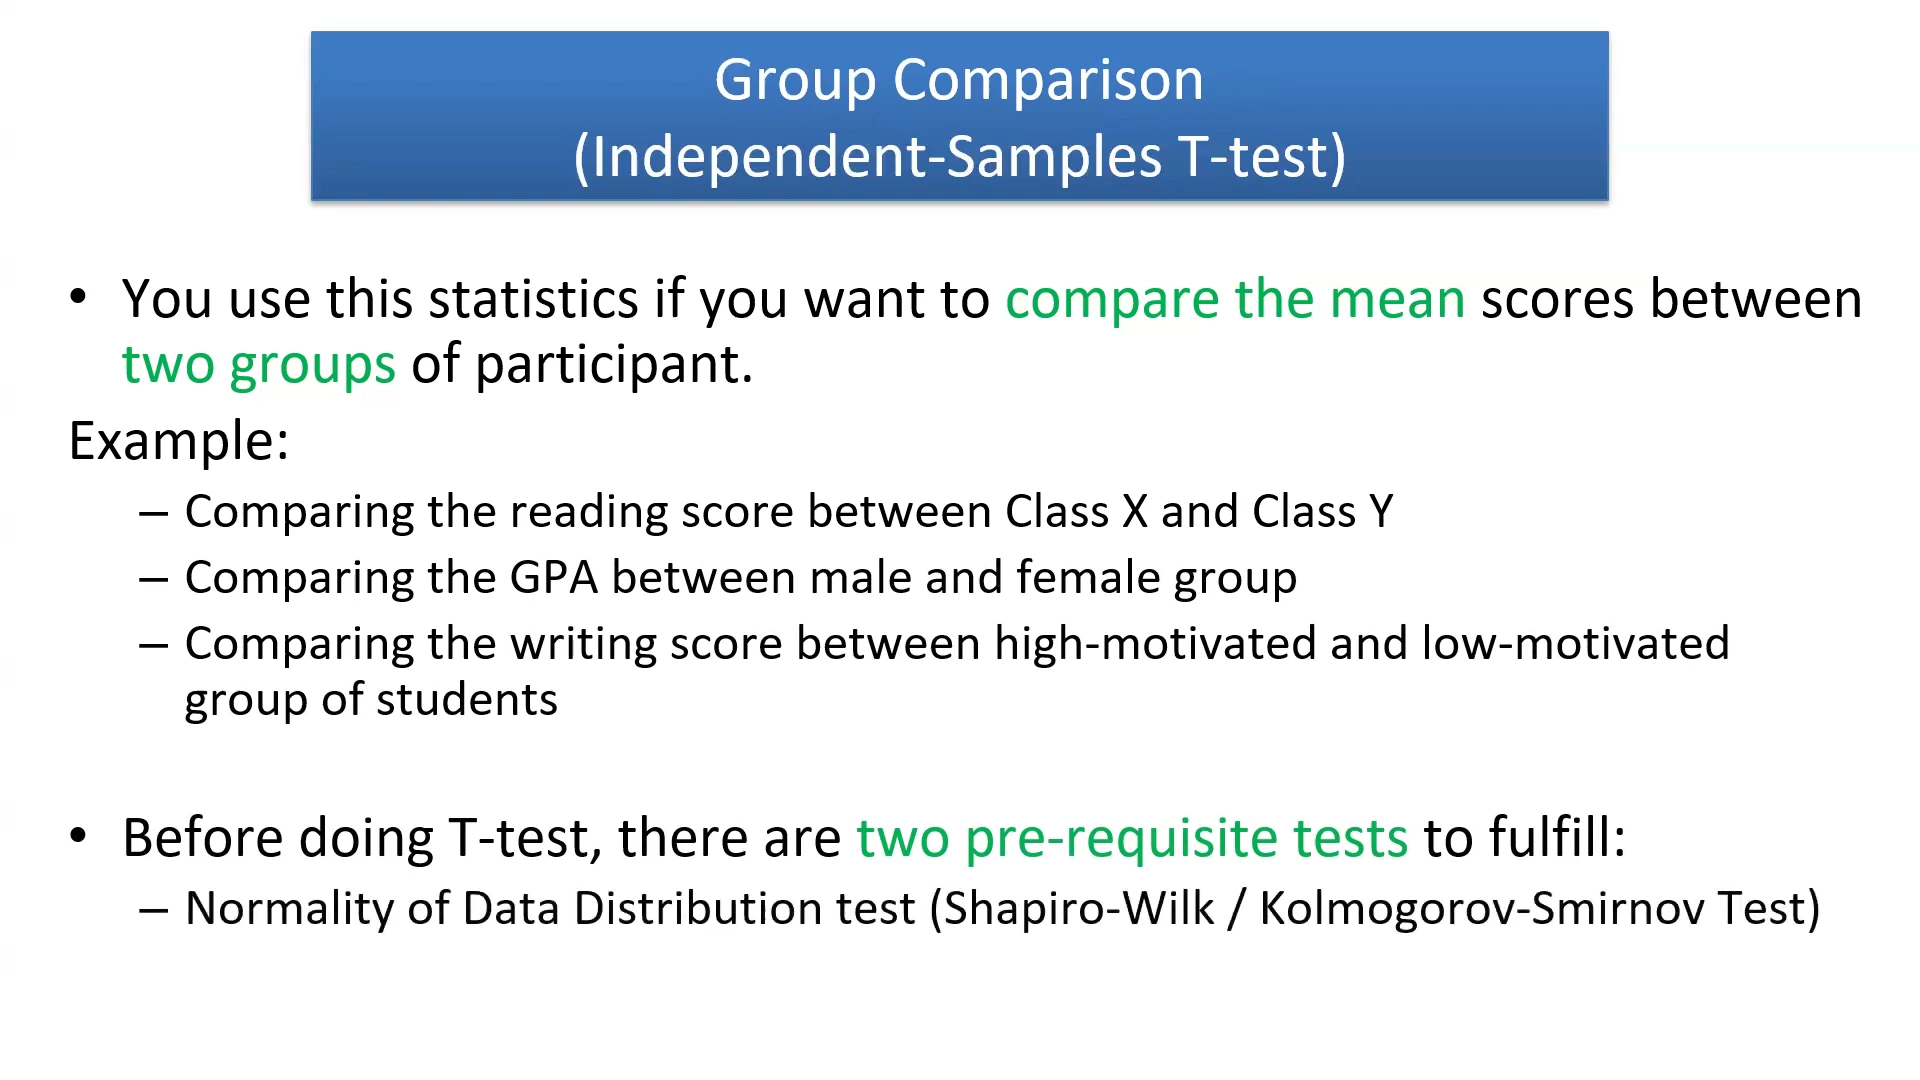 Group Comparison
(Independent-Samples T-test)
• You use this statistics if you want to compare the mean scores between
two groups of participant.
Example:
– Comparing the reading score between Class X and Class Y
– Comparing the GPA between male and female group
– Comparing the writing score between high-motivated and low-motivated
group of students
• Before doing T-test, there are two pre-requisite tests to fulfill:
– Normality of Data Distribution test (Shapiro-Wilk / Kolmogorov-Smirnov Test)